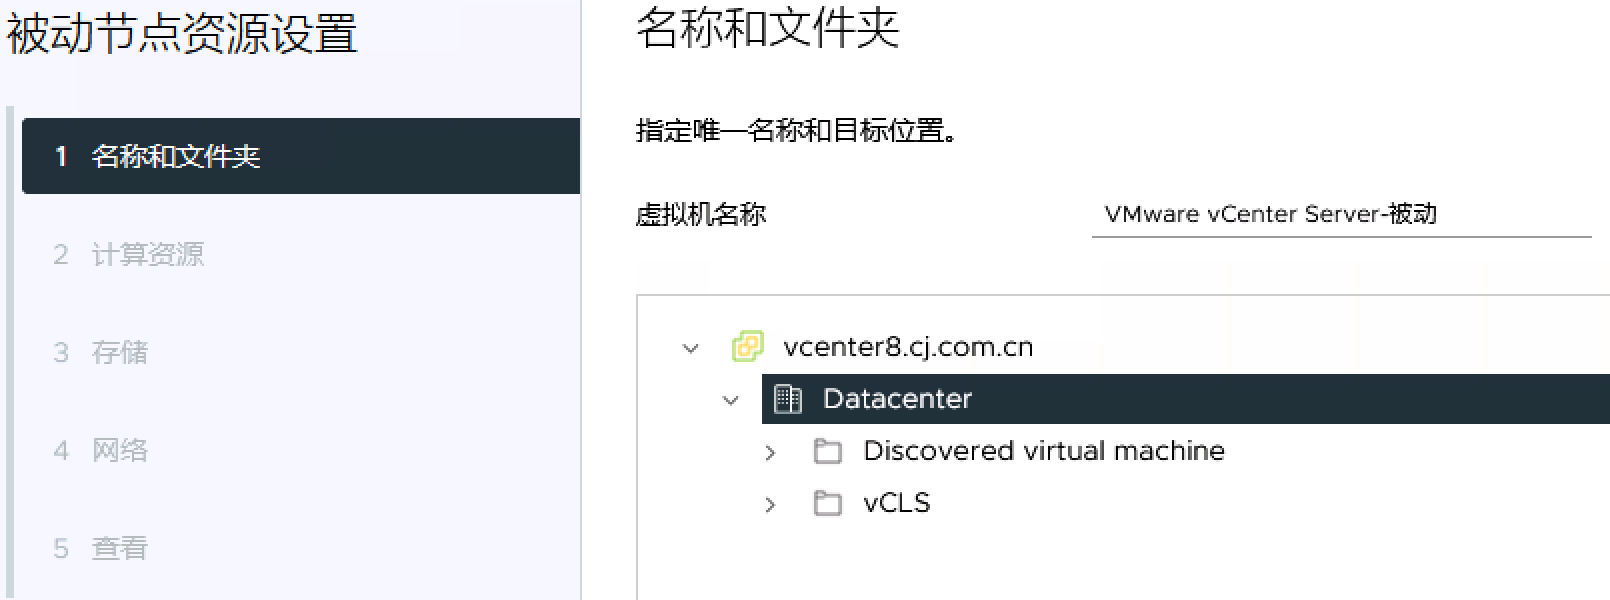 被动节点资源设置
1 名称和文件夹
2 计算资源
3 存储
4 网络
5 查看
名称和文件夹
指定唯一名称和目标位置。
虚拟机名称 VMware vCenter Server-被动
vcenter8.cj.com.cn
Datacenter
Discovered virtual machine
vCLS